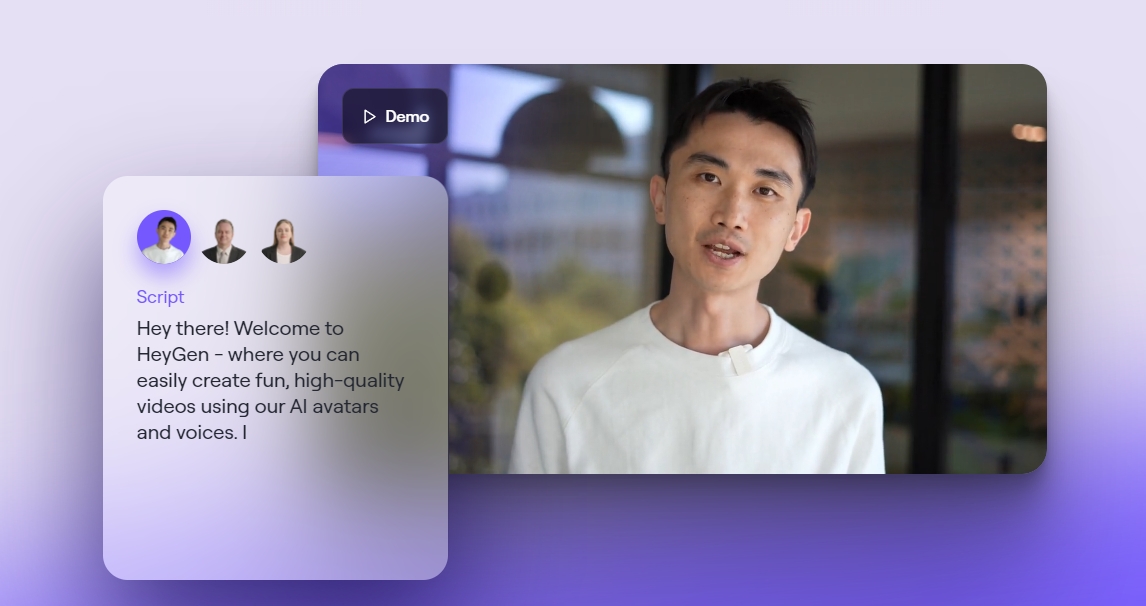 Demo
Script
Hey there! Welcome to
HeyGen - where you can
easily create fun, high-quality
videos using our AI avatars
and voices. I